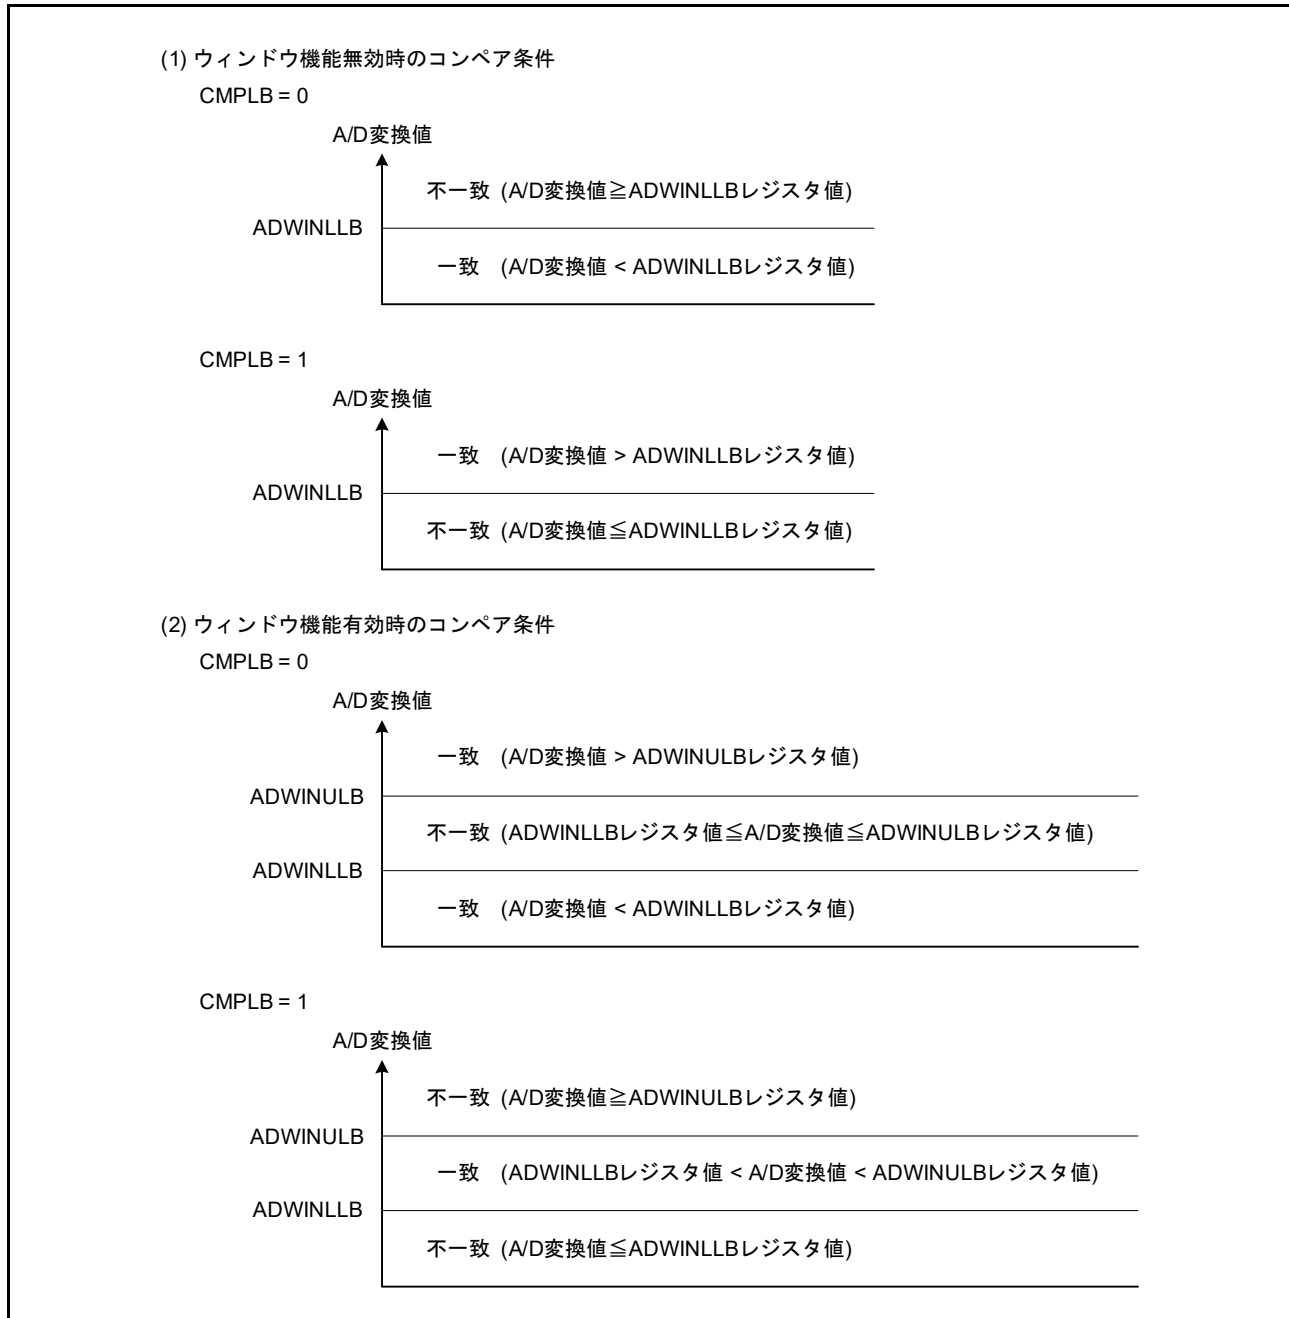 (1) ウィンドウ機能無効時のコンペア条件
CMPLB = 0
A/D変換値
不一致 (A/D変換値≧ADWINLLBレジスタ値)
ADWINLLB
一致 (A/D変換値 < ADWINLLBレジスタ値)
CMPLB = 1
A/D変換値
一致 (A/D変換値 > ADWINLLBレジスタ値)
ADWINLLB
不一致 (A/D変換値≦ADWINLLBレジスタ値)
(2) ウィンドウ機能有効時のコンペア条件
CMPLB = 0
A/D変換値
一致 (A/D変換値 > ADWINULBレジスタ値)
ADWINULB
不一致 (ADWINLLBレジスタ値≦A/D変換値≦ADWINULBレジスタ値)
ADWINLLB
一致 (A/D変換値 < ADWINLLBレジスタ値)
CMPLB = 1
A/D変換値
不一致 (A/D変換値≧ADWINULBレジスタ値)
ADWINULB
一致 (ADWINLLBレジスタ値 < A/D変換値 < ADWINULBレジスタ値)
ADWINLLB
不一致 (A/D変換値≦ADWINLLBレジスタ値)